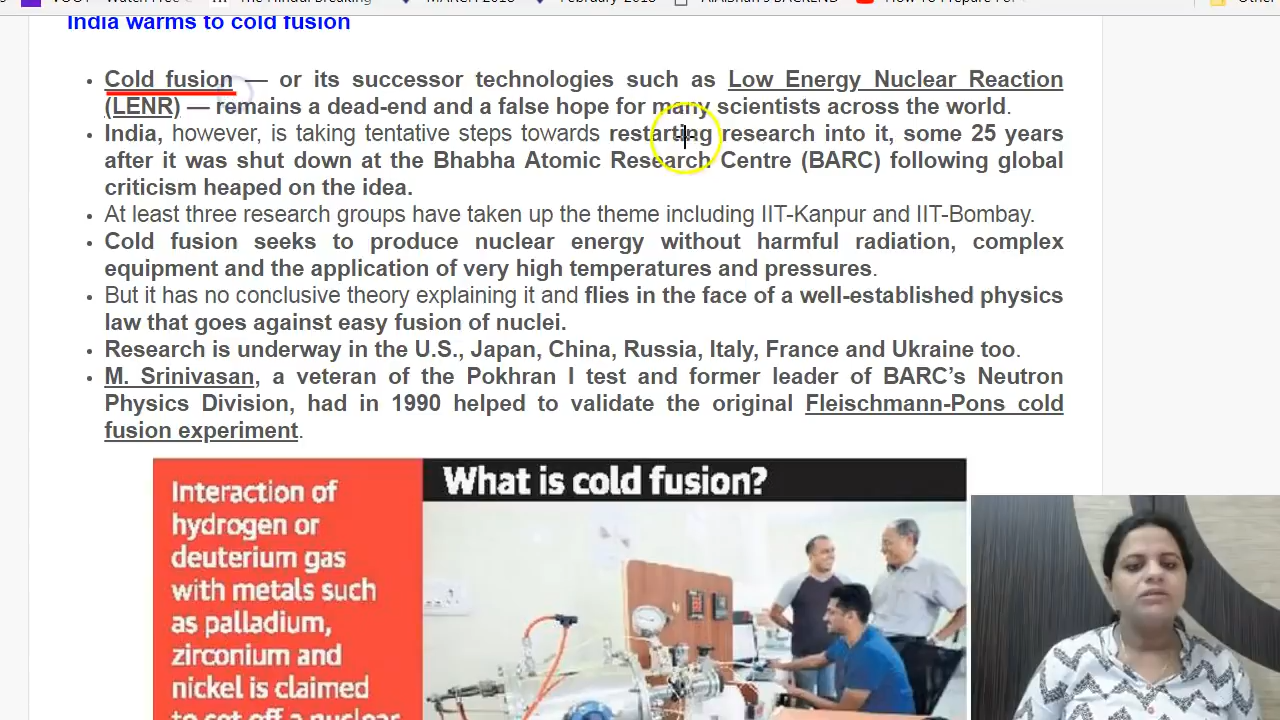 India warms to cold fusion
Cold fusion — or its successor technologies such as Low Energy Nuclear Reaction
(LENR) — remains a dead-end and a false hope for many scientists across the world.
India, however, is taking tentative steps towards restarting research into it, some 25 years
after it was shut down at the Bhabha Atomic Research Centre (BARC) following global
criticism heaped on the idea.
At least three research groups have taken up the theme including IIT-Kanpur and IIT-Bombay.
Cold fusion seeks to produce nuclear energy without harmful radiation, complex
equipment and the application of very high temperatures and pressures.
But it has no conclusive theory explaining it and flies in the face of a well-established physics
law that goes against easy fusion of nuclei.
Research is underway in the U.S., Japan, China, Russia, Italy, France and Ukraine too.
M. Srinivasan, a veteran of the Pokhran I test and former leader of BARC's Neutron
Physics Division, had in 1990 helped to validate the original Fleischmann-Pons cold
fusion experiment.
What is cold fusion?
Interaction of
hydrogen or
deuterium gas
with metals such
as palladium,
zirconium and
nickel is claimed
to set off a nuclear